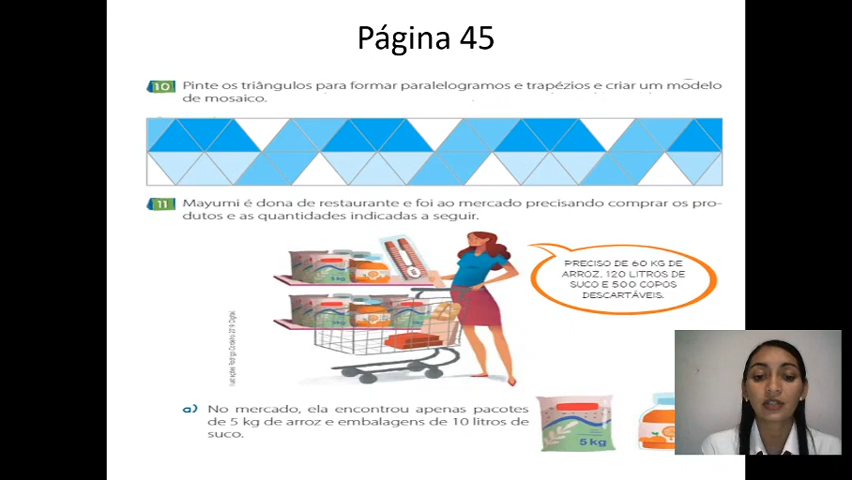 Página 45
10 Pinte os triângulos para formar paralelogramos e trapézios e criar um modelo
de mosaico.
11 Mayumi é dona de restaurante e foi ao mercado precisando comprar os pro-
dutos e as quantidades indicadas a seguir.
PRECISO DE 60 KG DE
ARROZ, 120 LITROS DE
SUCO E 500 COPOS
DESCARTÁVEIS.
a) No mercado, ela encontrou apenas pacotes
de 5 kg de arroz e embalagens de 10 litros de
suco.
5 kg